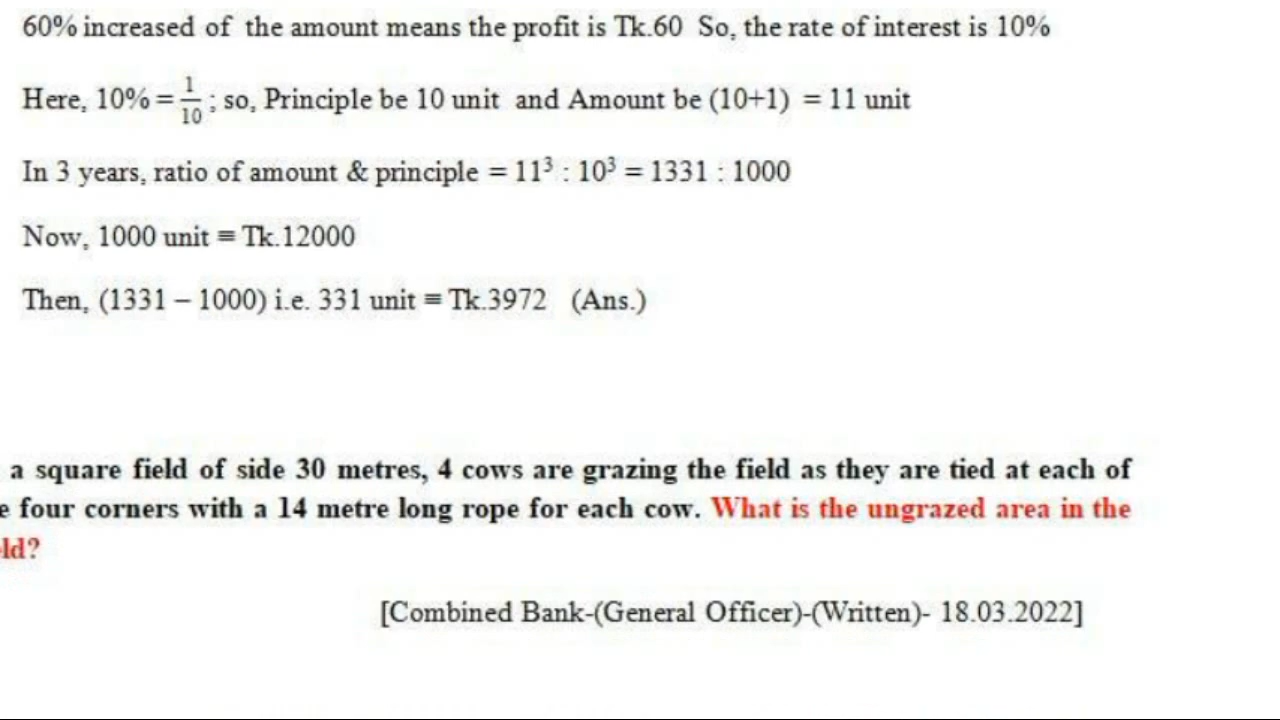 60% increased of the amount means the profit is Tk.60 So, the rate of interest is 10%
Here, 10% = 1/10 ; so, Principle be 10 unit and Amount be (10+1) = 11 unit
In 3 years, ratio of amount & principle = 11³ : 10³ = 1331 : 1000
Now, 1000 unit ≡ Tk.12000
Then, (1331 – 1000) i.e. 331 unit ≡ Tk.3972 (Ans.)
a square field of side 30 metres, 4 cows are grazing the field as they are tied at each of
e four corners with a 14 metre long rope for each cow. What is the ungrazed area in the
ld?
[Combined Bank-(General Officer)-(Written)- 18.03.2022]